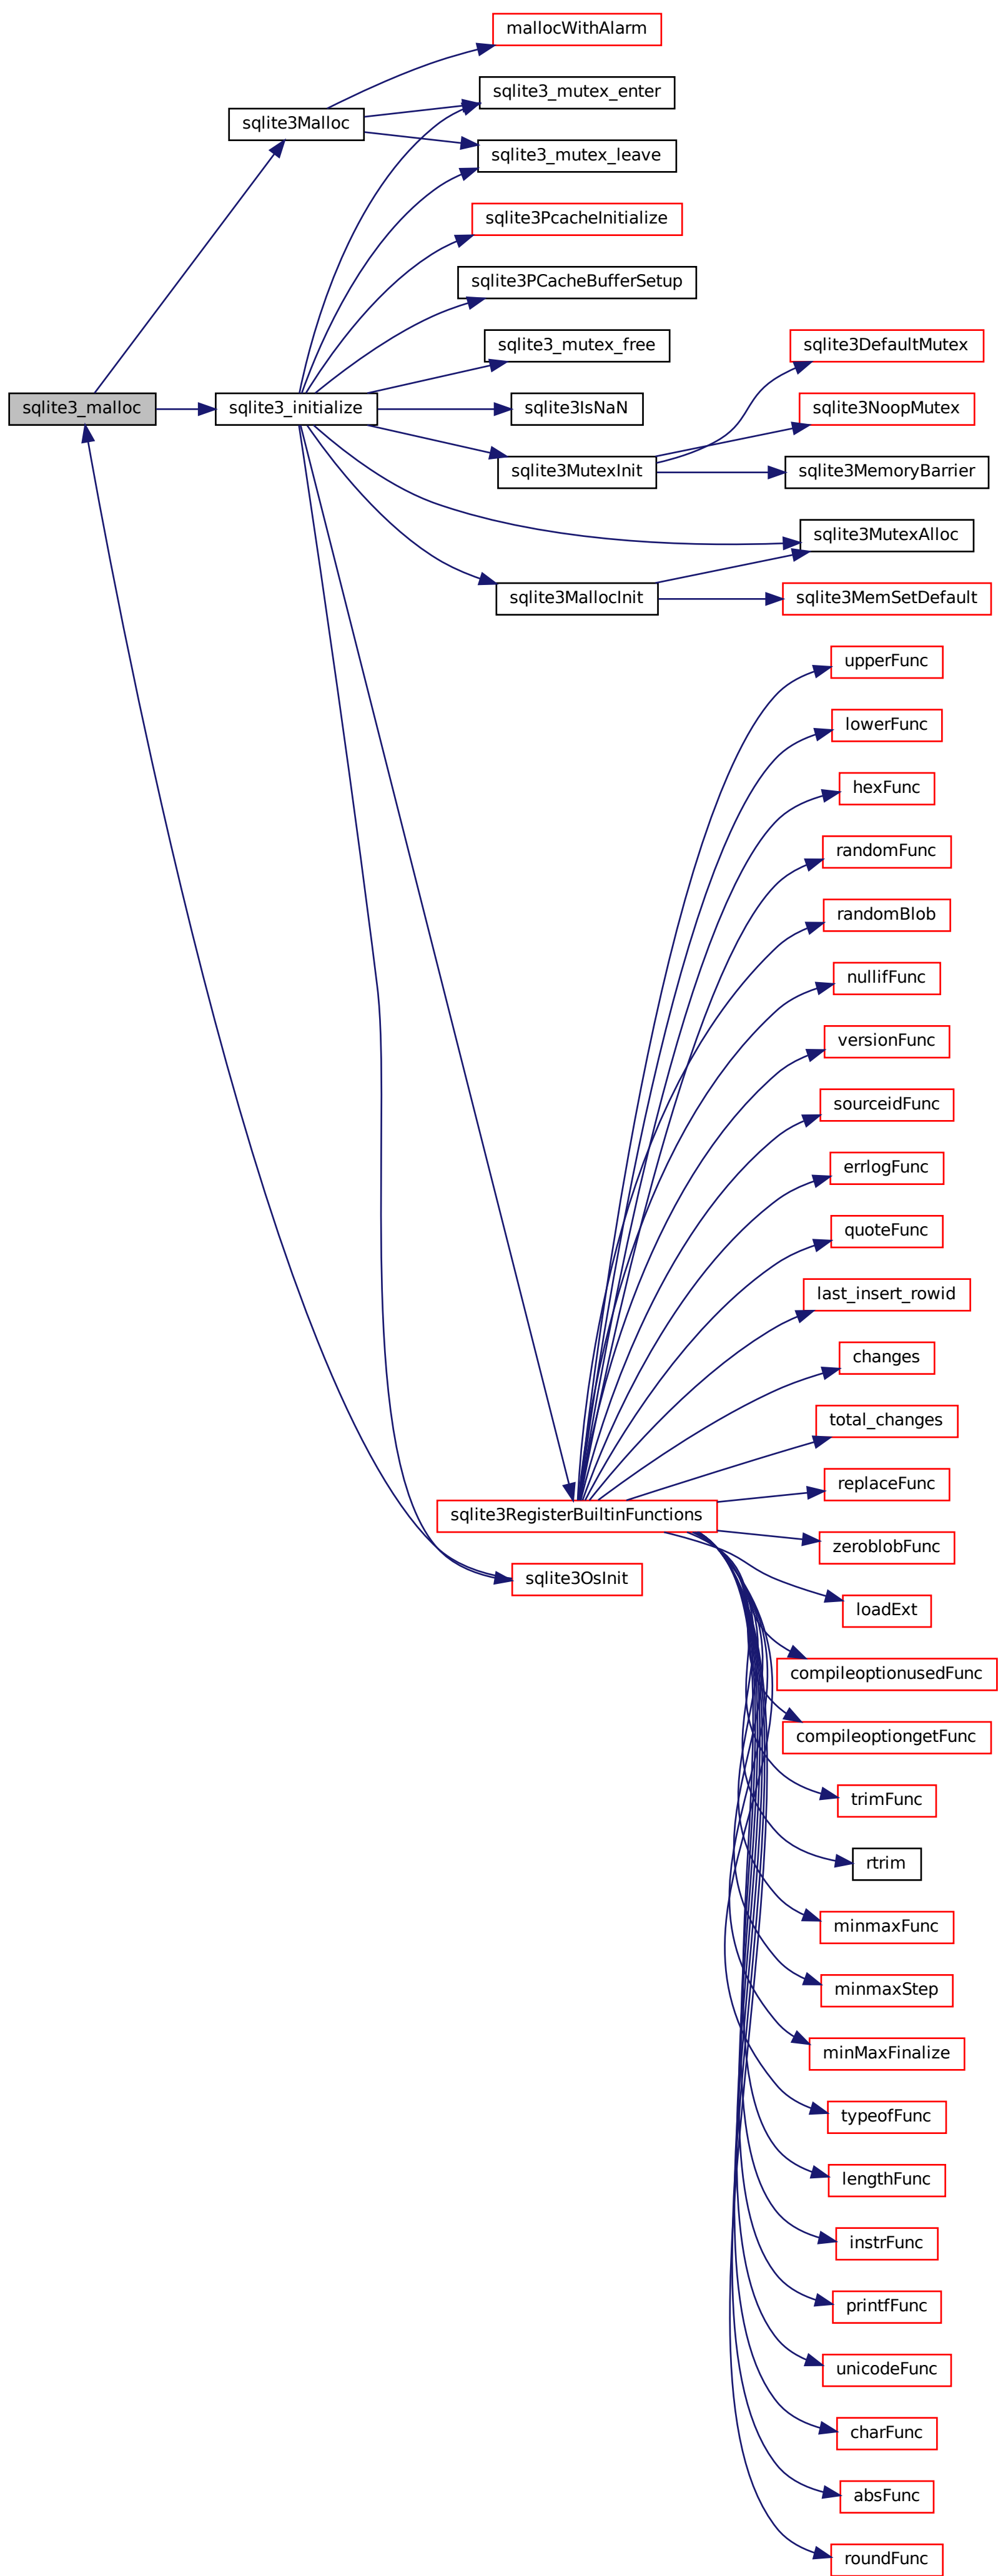 mallocWithAlarm
sqlite3_mutex_enter
sqlite3Malloc
sqlite3_mutex_leave
sqlite3PcacheInitialize
sqlite3PCacheBufferSetup
sqlite3_mutex_free
sqlite3DefaultMutex
sqlite3_malloc
sqlite3_initialize
sqlite3IsNaN
sqlite3NoopMutex
sqlite3MutexInit
sqlite3MemoryBarrier
sqlite3MutexAlloc
sqlite3MallocInit
sqlite3MemSetDefault
upperFunc
lowerFunc
hexFunc
randomFunc
randomBlob
nullifFunc
versionFunc
sourceidFunc
errlogFunc
quoteFunc
last_insert_rowid
changes
total_changes
replaceFunc
sqlite3RegisterBuiltinFunctions
zeroblobFunc
sqlite3OsInit
loadExt
compileoptionusedFunc
compileoptiongetFunc
trimFunc
rtrim
minmaxFunc
minmaxStep
minMaxFinalize
typeofFunc
lengthFunc
instrFunc
printfFunc
unicodeFunc
charFunc
absFunc
roundFunc